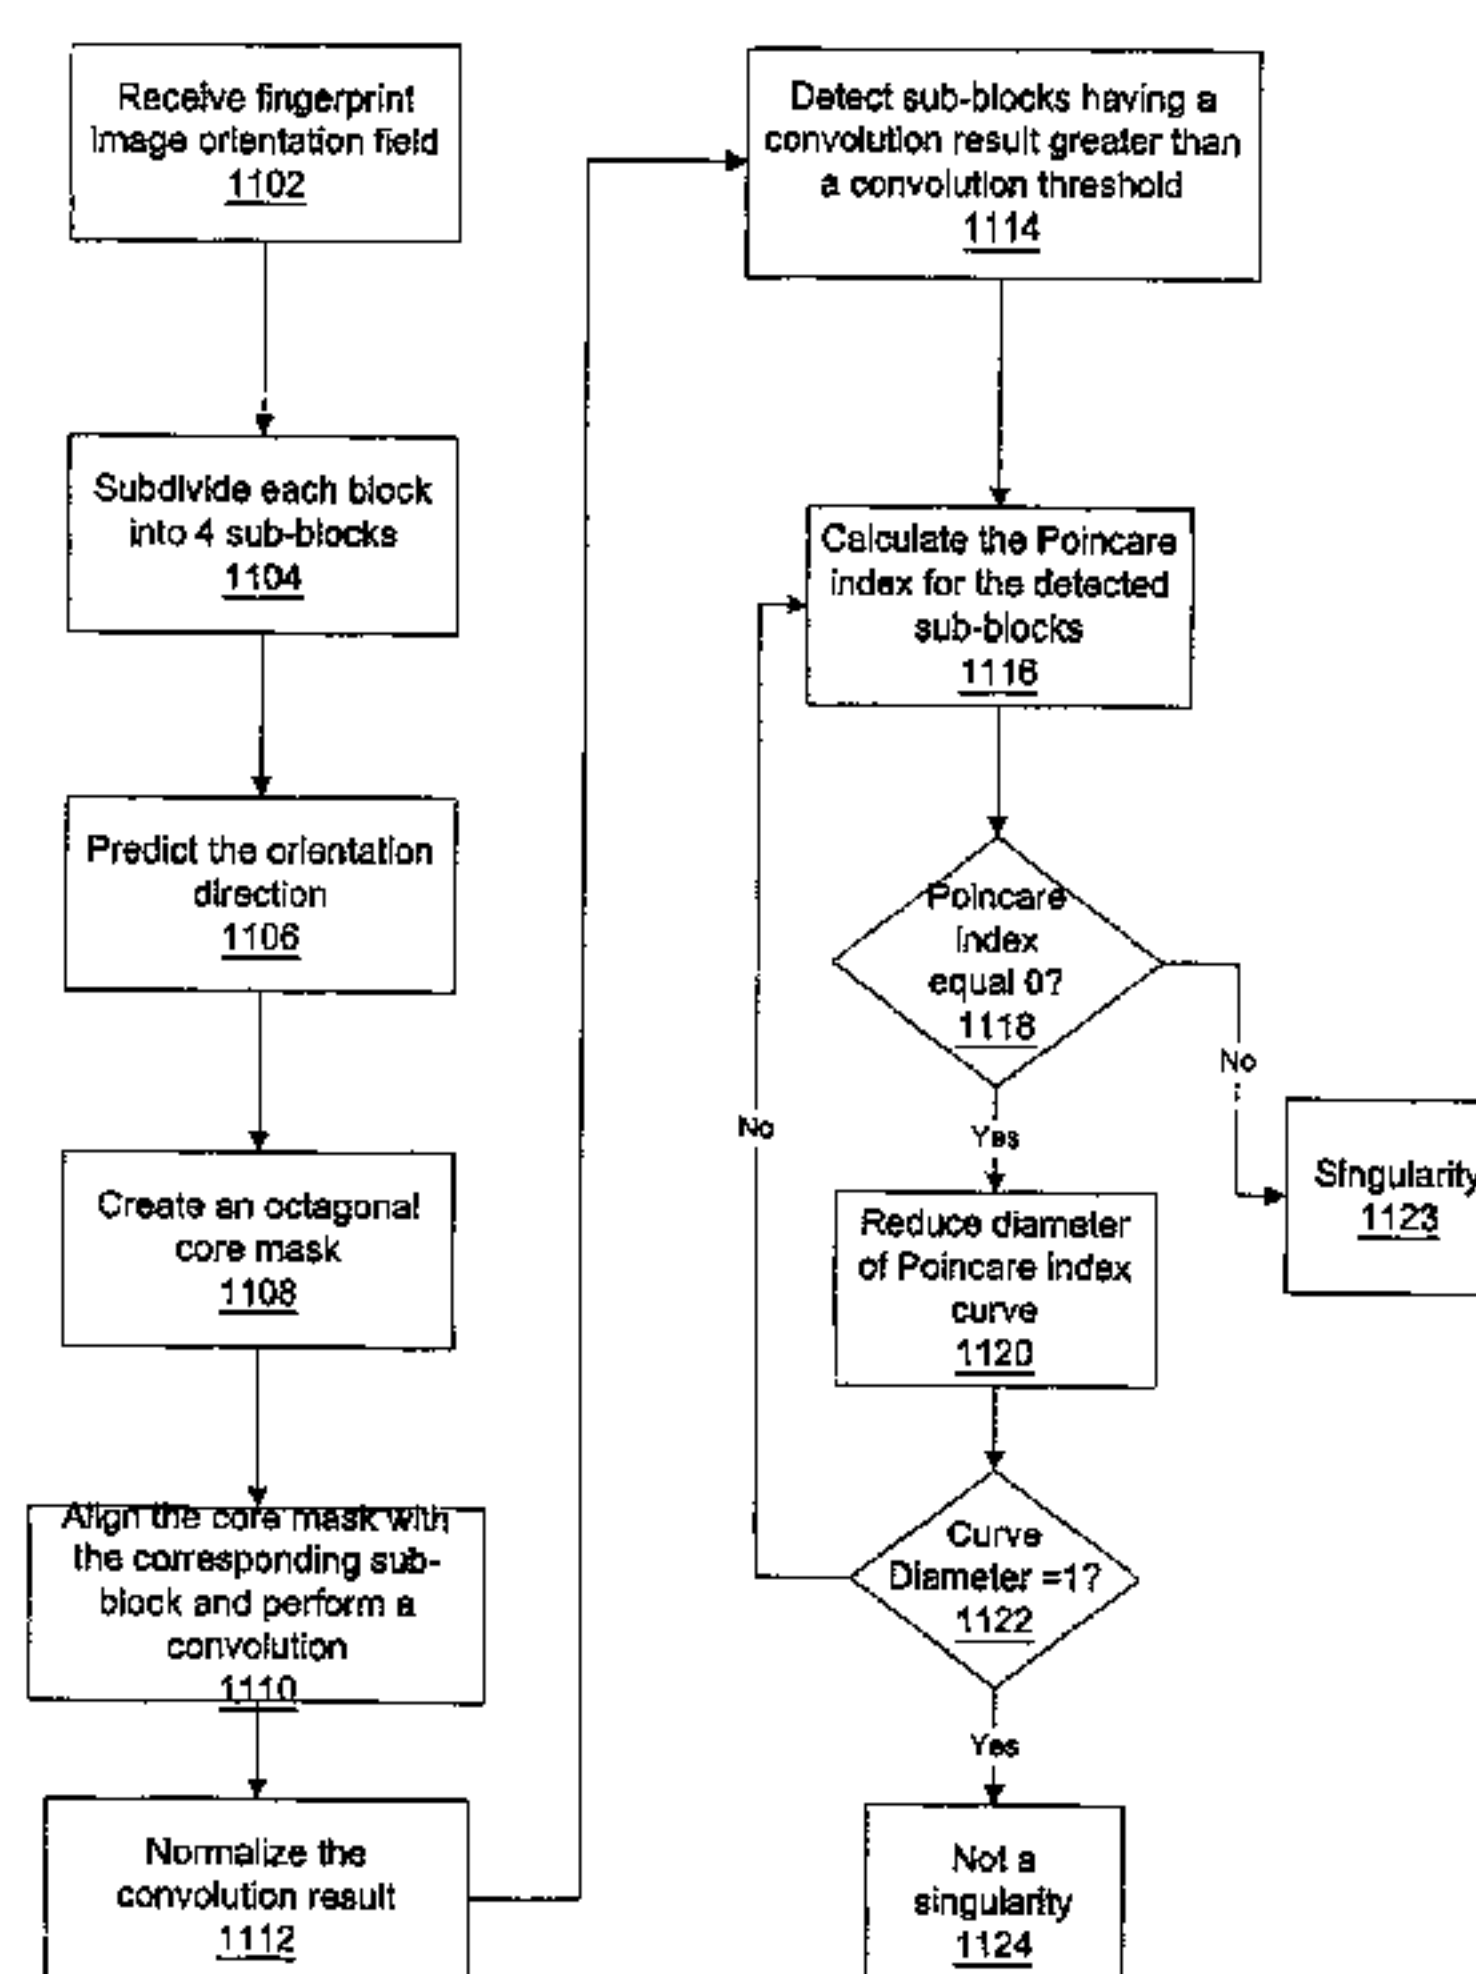 Receive fingerprint
image orientation field
1102
Subdivide each block
into 4 sub-blocks
1104
Predict the orientation
direction
1106
Create an octagonal
core mask
1108
Align the core mask with
the corresponding sub-
block and perform a
convolution
1110
Normalize the
convolution result
1112
Detect sub-blocks having a
convolution result greater than
a convolution threshold
1114
Calculate the Poincare
index for the detected
sub-blocks
1116
Poincare
Index
equal 0?
1118
No
Yes
Singularity
1123
Reduce diameter
of Poincare Index
curve
1120
Curve
Diameter =1?
1122
No
Yes
Not a
singularity
1124